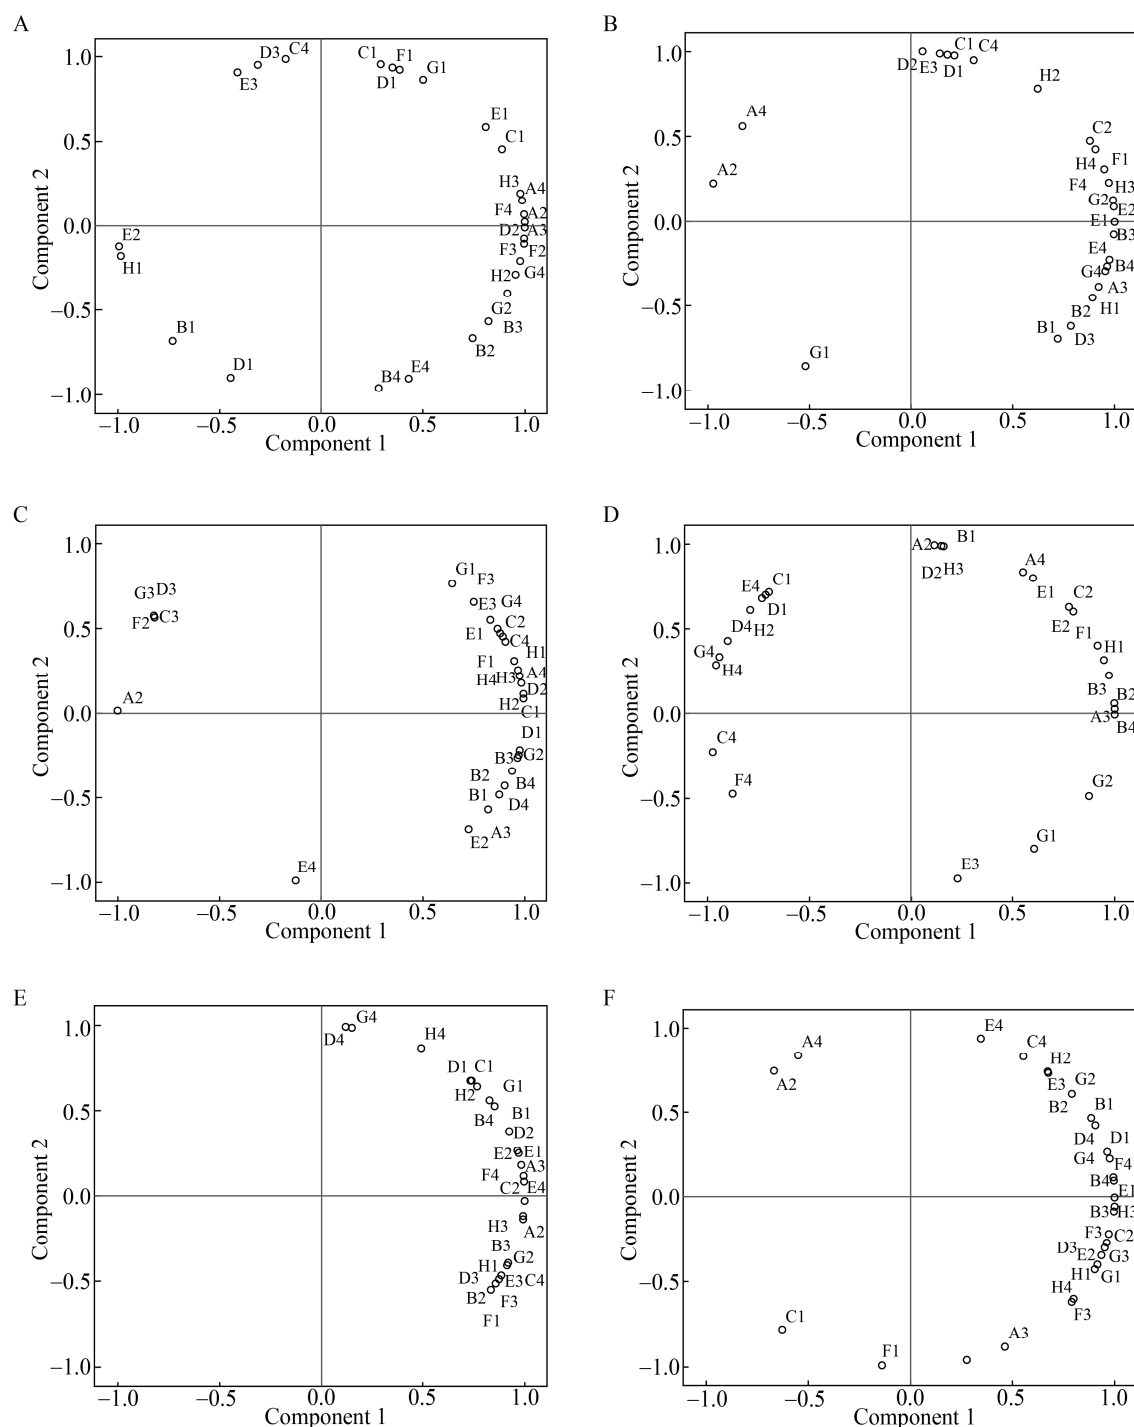 A
B
C4
D3
E3
C1
F1
D1
G1
E1
C1
H3
A4
F4
A2
D2
A3
F3
F2
H2
G4
G2
B3
B2
E4
B4
E2
H1
B1
D1
1.0
0.5
0.0
−0.5
−1.0
−1.0
−0.5
0.0
0.5
1.0
Component 2
Component 1
C1
C4
D2
E3
D1
H2
A4
A2
C2
H4
F1
F4
H3
G2
E2
E1
B3
E4
B4
G4
A3
H1
B2
B1
D3
G1
1.0
0.5
0.0
−0.5
−1.0
−1.0
−0.5
0.0
0.5
1.0
Component 2
Component 1
C
D
G1
F3
G3
D3
F2
C3
E3
G4
E1
C2
C4
H1
F1
A4
H4
H3
D2
H2
C1
A2
D1
B3
G2
B2
B4
B1
D4
A3
E2
E4
1.0
0.5
0.0
−0.5
−1.0
−1.0
−0.5
0.0
0.5
1.0
Component 2
Component 1
A2
B1
D2
H3
A4
E1
E4
C1
D1
D4
H2
G4
H4
C2
E2
F1
H1
B3
B2
A3
B4
C4
F4
G2
G1
E3
1.0
0.5
0.0
−0.5
−1.0
−1.0
−0.5
0.0
0.5
1.0
Component 2
Component 1
E
F
G4
D4
H4
D1
C1
H2
G1
B4
B1
D2
E2
E1
A3
F4
C2
E4
H3
A2
B3
G2
H1
D3
E3
C4
B2
F3
F1
1.0
0.5
0.0
−0.5
−1.0
−1.0
−0.5
0.0
0.5
1.0
Component 2
Component 1
E4
C4
A4
A2
H2
E3
G2
B2
B1
D4
D1
G4
F4
B4
E1
B3
H3
F3
C2
D3
E2
G3
H1
G1
H4
F3
C1
A3
F1
1.0
0.5
0.0
−0.5
−1.0
−1.0
−0.5
0.0
0.5
1.0
Component 2
Component 1